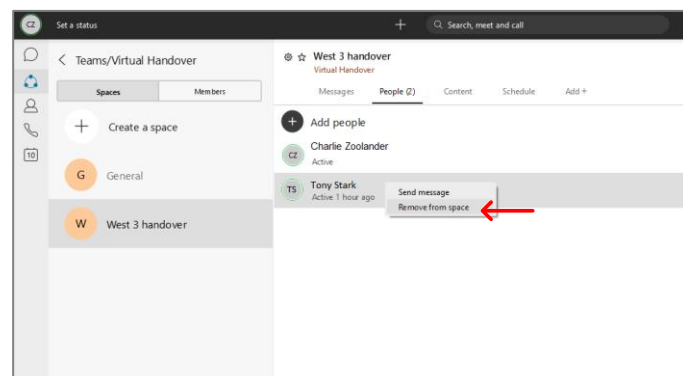 CZ
Set a status
Search, meet and call
Teams/Virtual Handover
Spaces
Members
Create a space
G
General
W
West 3 handover
10
West 3 handover
Virtual Handover
Messages
People (2)
Content
Schedule
Add +
Add people
CZ
Charlie Zoolander
Active
TS
Tony Stark
Active 1 hour ago
Send message
Remove from space